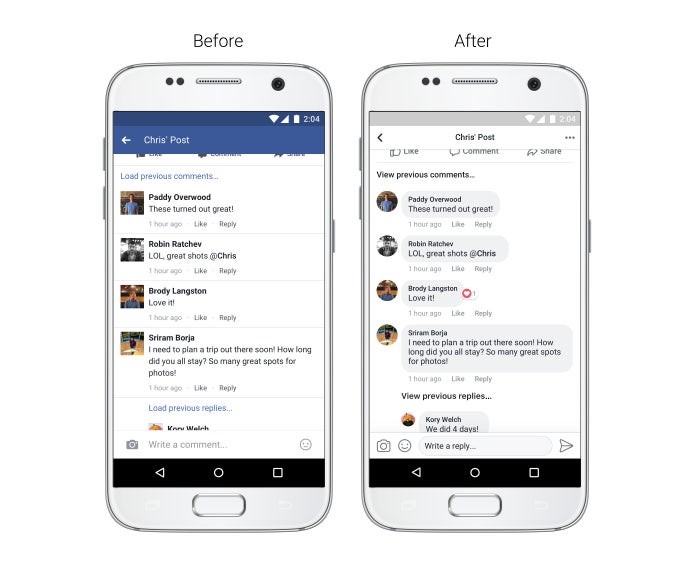 Before
2:04
Chris' Post
Like Comment Share
Load previous comments...
Paddy Overwood
These turned out great!
1 hour ago · Like · Reply
Robin Ratchev
LOL, great shots @Chris
1 hour ago · Like · Reply
Brody Langston
Love it!
1 hour ago · Like · Reply
Sriram Borja
I need to plan a trip out there soon! How long
did you all stay? So many great spots for
photos!
1 hour ago · Like · Reply
Load previous replies...
Kory Welch
Write a comment...
After
2:04
Chris' Post
Like Comment Share
View previous comments...
Paddy Overwood
These turned out great!
1 hour ago Like Reply
Robin Ratchev
LOL, great shots @Chris
1 hour ago Like Reply
Brody Langston
Love it!
1
1 hour ago Like Reply
Sriram Borja
I need to plan a trip out there soon! How
long did you all stay? So many great spots
for photos!
1 hour ago Like Reply
View previous replies...
Kory Welch
We did 4 days!
Write a reply...